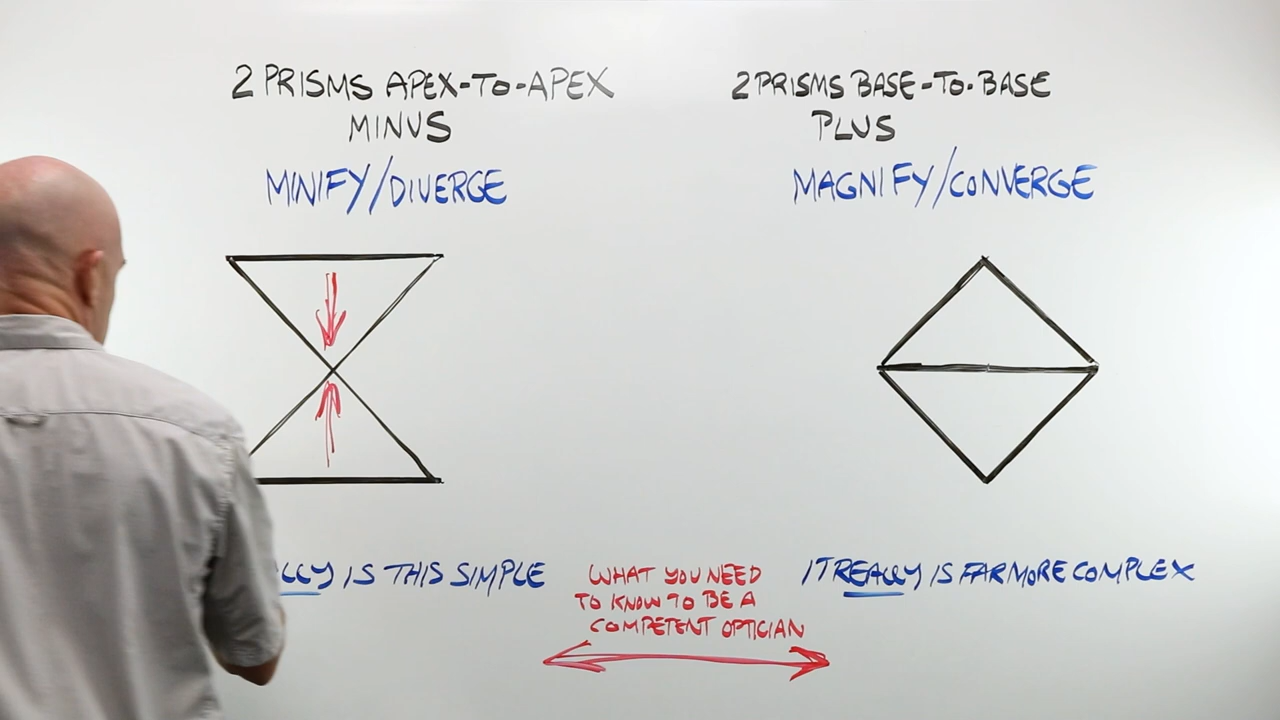 2 PRISMS APEX-TO-APEX
MINUS
MINIFY/DIVERGE
2 PRISMS BASE-TO-BASE
PLUS
MAGNIFY/CONVERGE
IS THIS SIMPLE
WHAT YOU NEED
TO KNOW TO BE A
COMPETENT OPTICIAN
IT REALLY IS FAR MORE COMPLEX